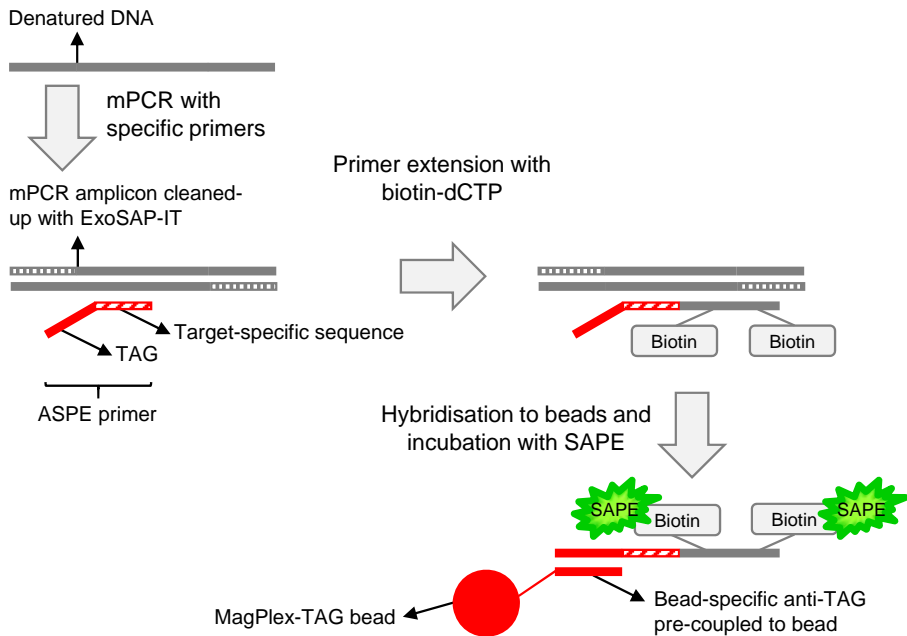 Denatured DNA
mPCR with
specific primers
Primer extension with
biotin-dCTP
mPCR amplicon cleaned-
up with ExoSAP-IT
Target-specific sequence
TAG
ASPE primer
Biotin
Biotin
Hybridisation to beads and
incubation with SAPE
SAPE
Biotin
Biotin
SAPE
MagPlex-TAG bead
Bead-specific anti-TAG
pre-coupled to bead